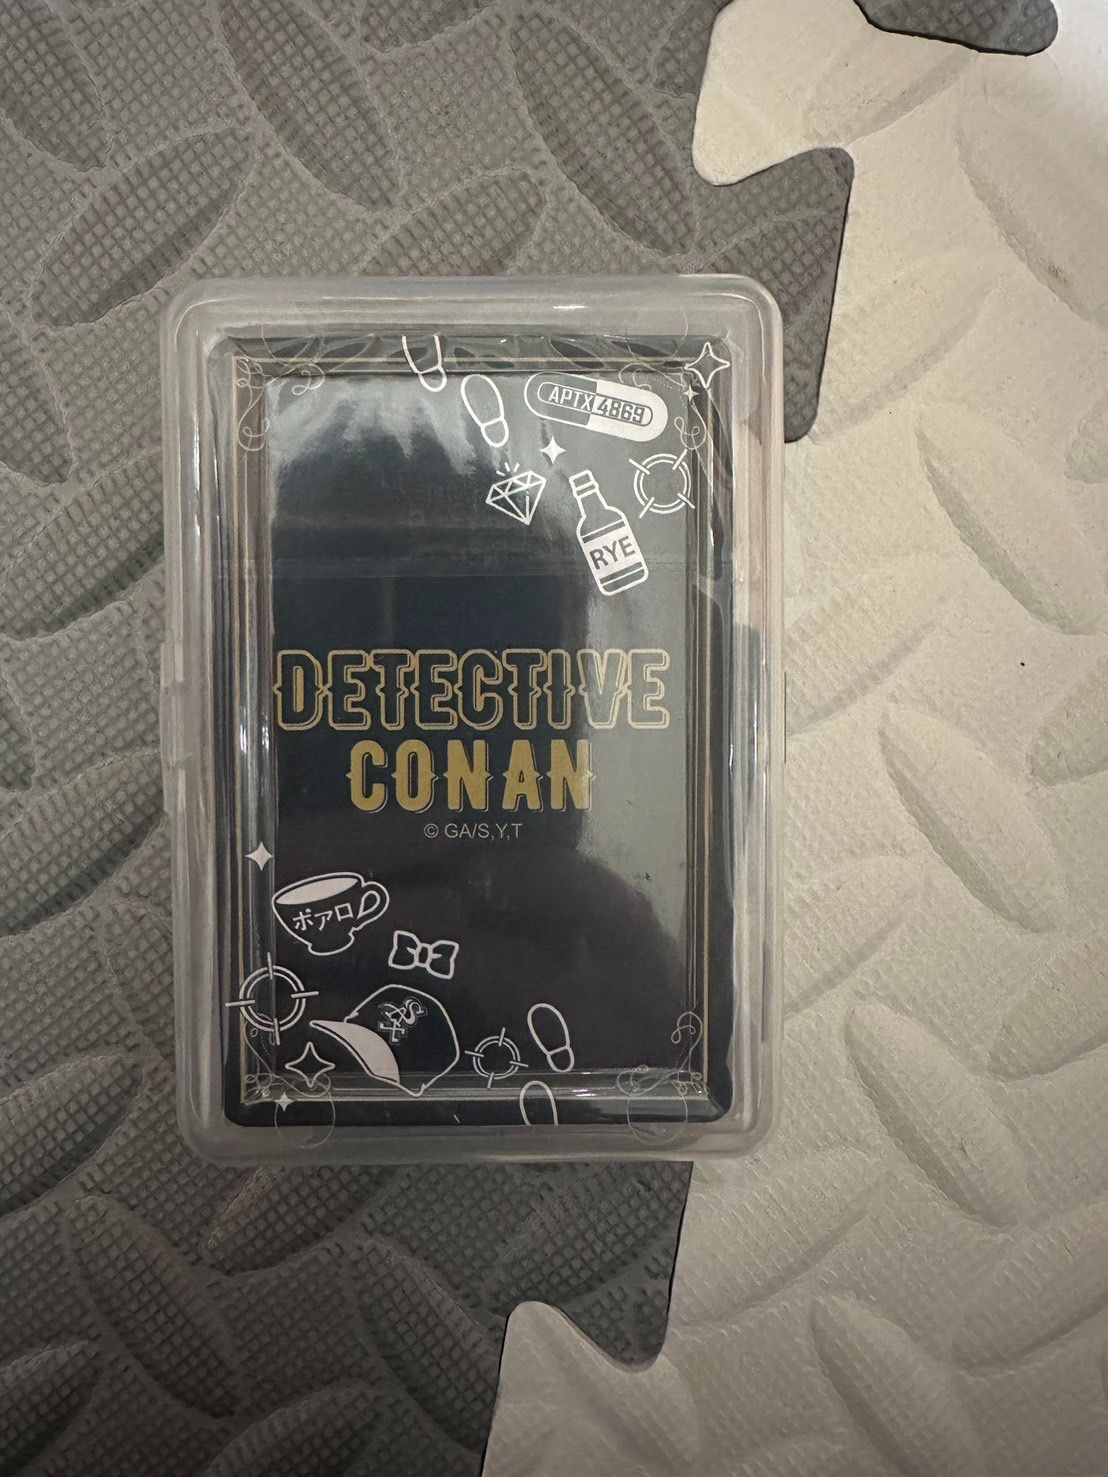 APTX 4869
RYE
DETECTIVE
CONAN
© GA/S,Y,T
ポアロ